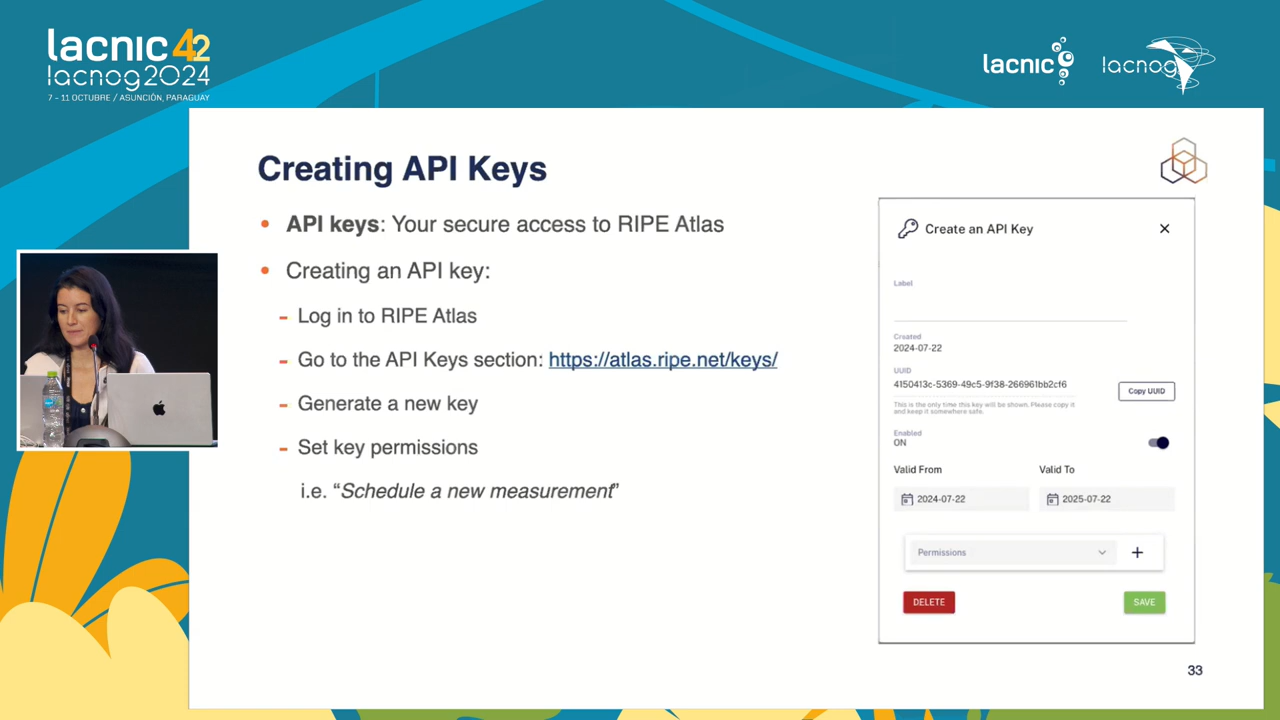 lacnic 42
lacnog2024
7 - 11 OCTUBRE / ASUNCIÓN, PARAGUAY
lacnic
lacnog
Creating API Keys
• API keys: Your secure access to RIPE Atlas
• Creating an API key:
- Log in to RIPE Atlas
- Go to the API Keys section: https://atlas.ripe.net/keys/
- Generate a new key
- Set key permissions
i.e. “Schedule a new measurement”
Create an API Key
Label
Created
2024-07-22
UUID
4150413c-5369-49c5-9f38-266961bb2cf6
Copy UUID
This is the only time this key will be shown. Please copy it
and keep it somewhere safe.
Enabled
ON
Valid From
Valid To
2024-07-22
2025-07-22
Permissions
DELETE
SAVE
33